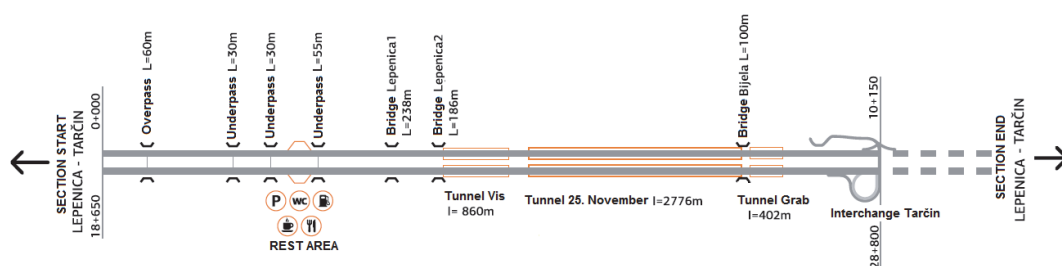 SECTION START
LEPENICA - TARČIN
0+000
18+650
Overpass L=60m
Underpass L=30m
Underpass L=30m
Underpass L=55m
Bridge Lepenica1
L=238m
Bridge Lepenica2
L=186m
Bridge Bijela L=100m
10+150
SECTION END
LEPENICA - TARČIN
P
WC
REST AREA
Tunnel Vis
l= 860m
Tunnel 25. November l=2776m
Tunnel Grab
l=402m
Interchange Tarčin
28+800